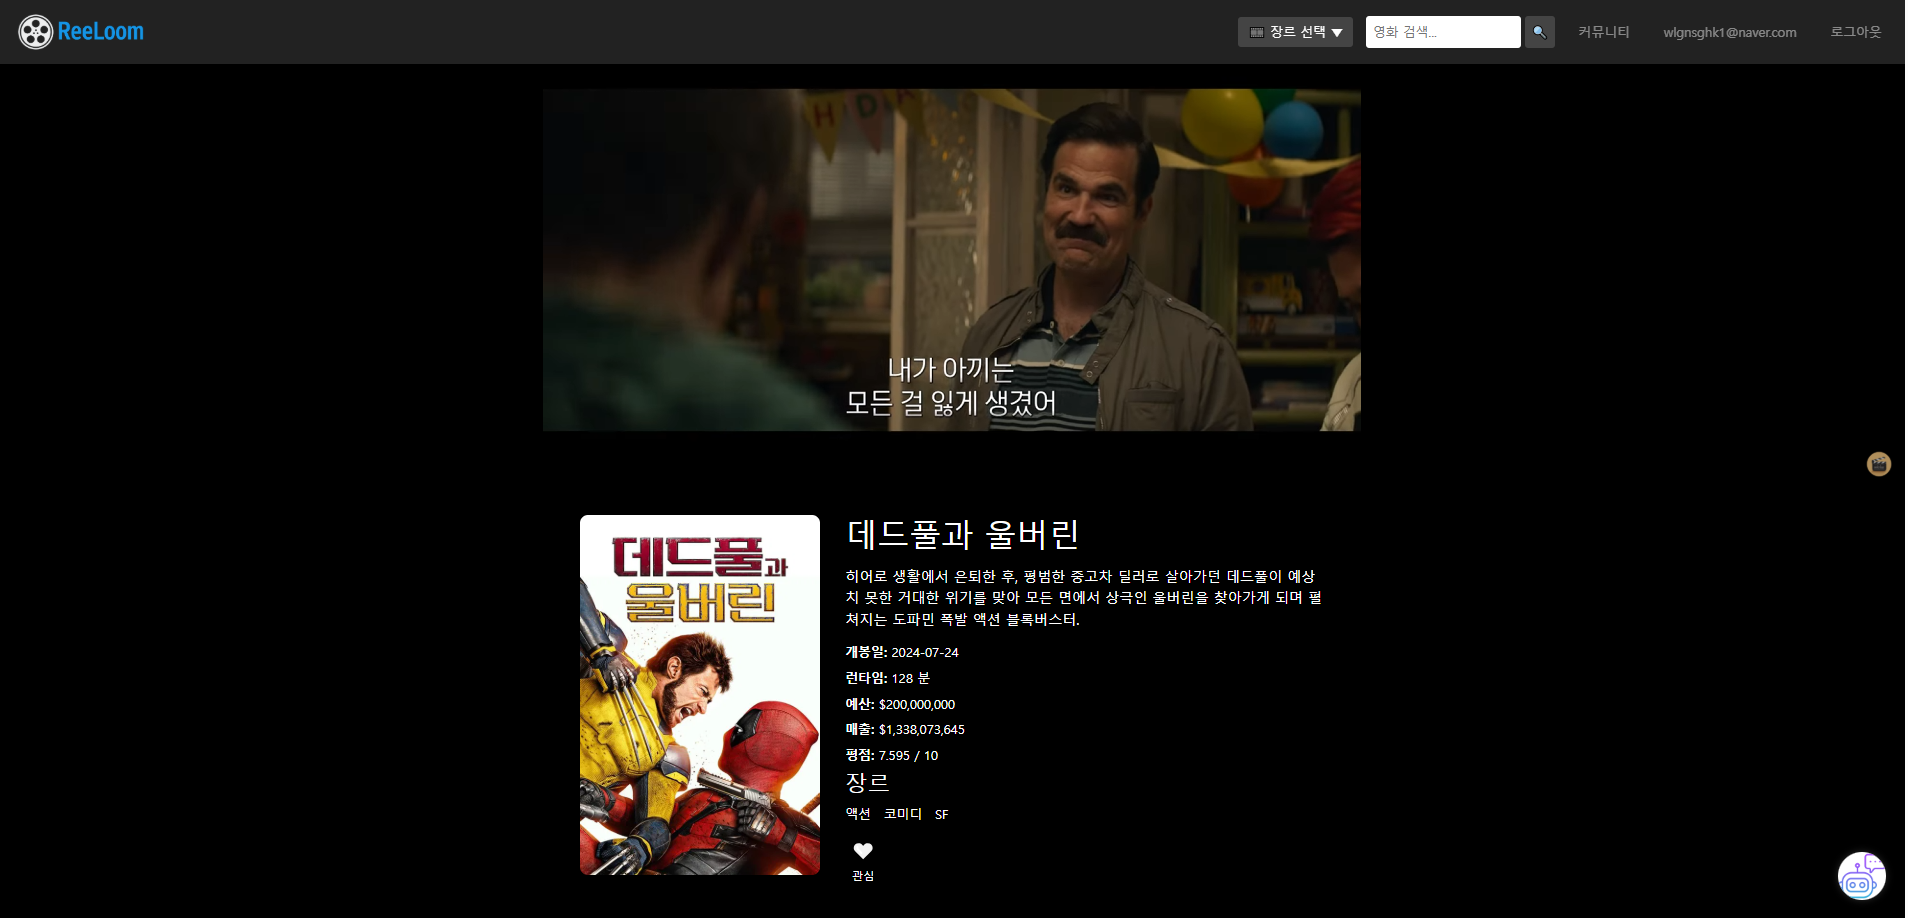 ReeLoom
장르 선택 ▼
영화 검색...
커뮤니티
wlgnsghk1@naver.com
로그아웃
H D A
내가 아끼는
모든 걸 잃게 생겼어
데드풀과
울버린
데드풀과 울버린
히어로 생활에서 은퇴한 후, 평범한 중고차 딜러로 살아가던 데드풀이 예상
치 못한 거대한 위기를 맞아 모든 면에서 상극인 울버린을 찾아가게 되며 펼
쳐지는 도파민 폭발 액션 블록버스터.
개봉일: 2024-07-24
런타임: 128 분
예산: $200,000,000
매출: $1,338,073,645
평점: 7.595 / 10
장르
액션 코미디 SF
관심